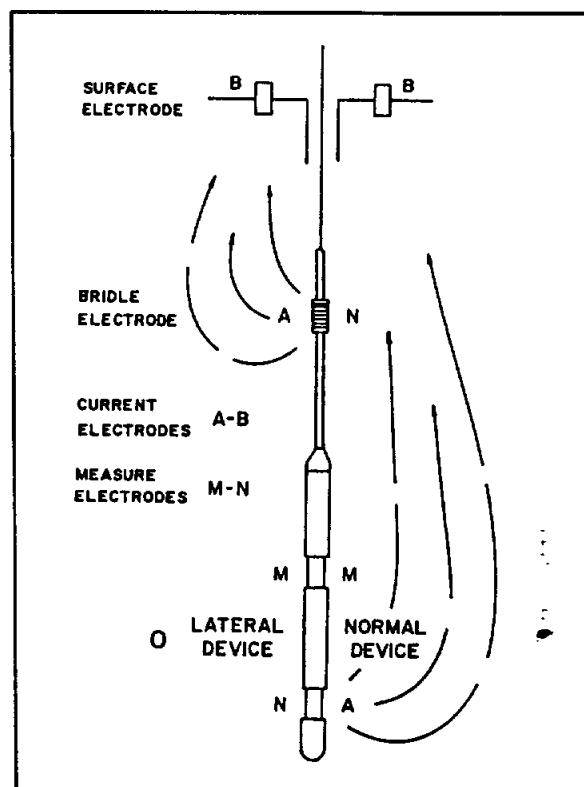 B B
SURFACE
ELECTRODE
BRIDLE
ELECTRODE A N
CURRENT
ELECTRODES A-B
MEASURE
ELECTRODES M-N
M M
O LATERAL DEVICE NORMAL DEVICE
N A